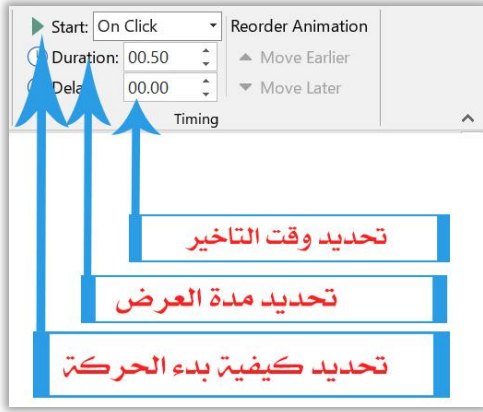 Start: On Click Reorder Animation
Duration: 00.50 Move Earlier
Delay 00.00 Move Later
Timing
تحديد وقت التاخير
تحديد مدة العرض
تحديد كيفية بدء الحركة